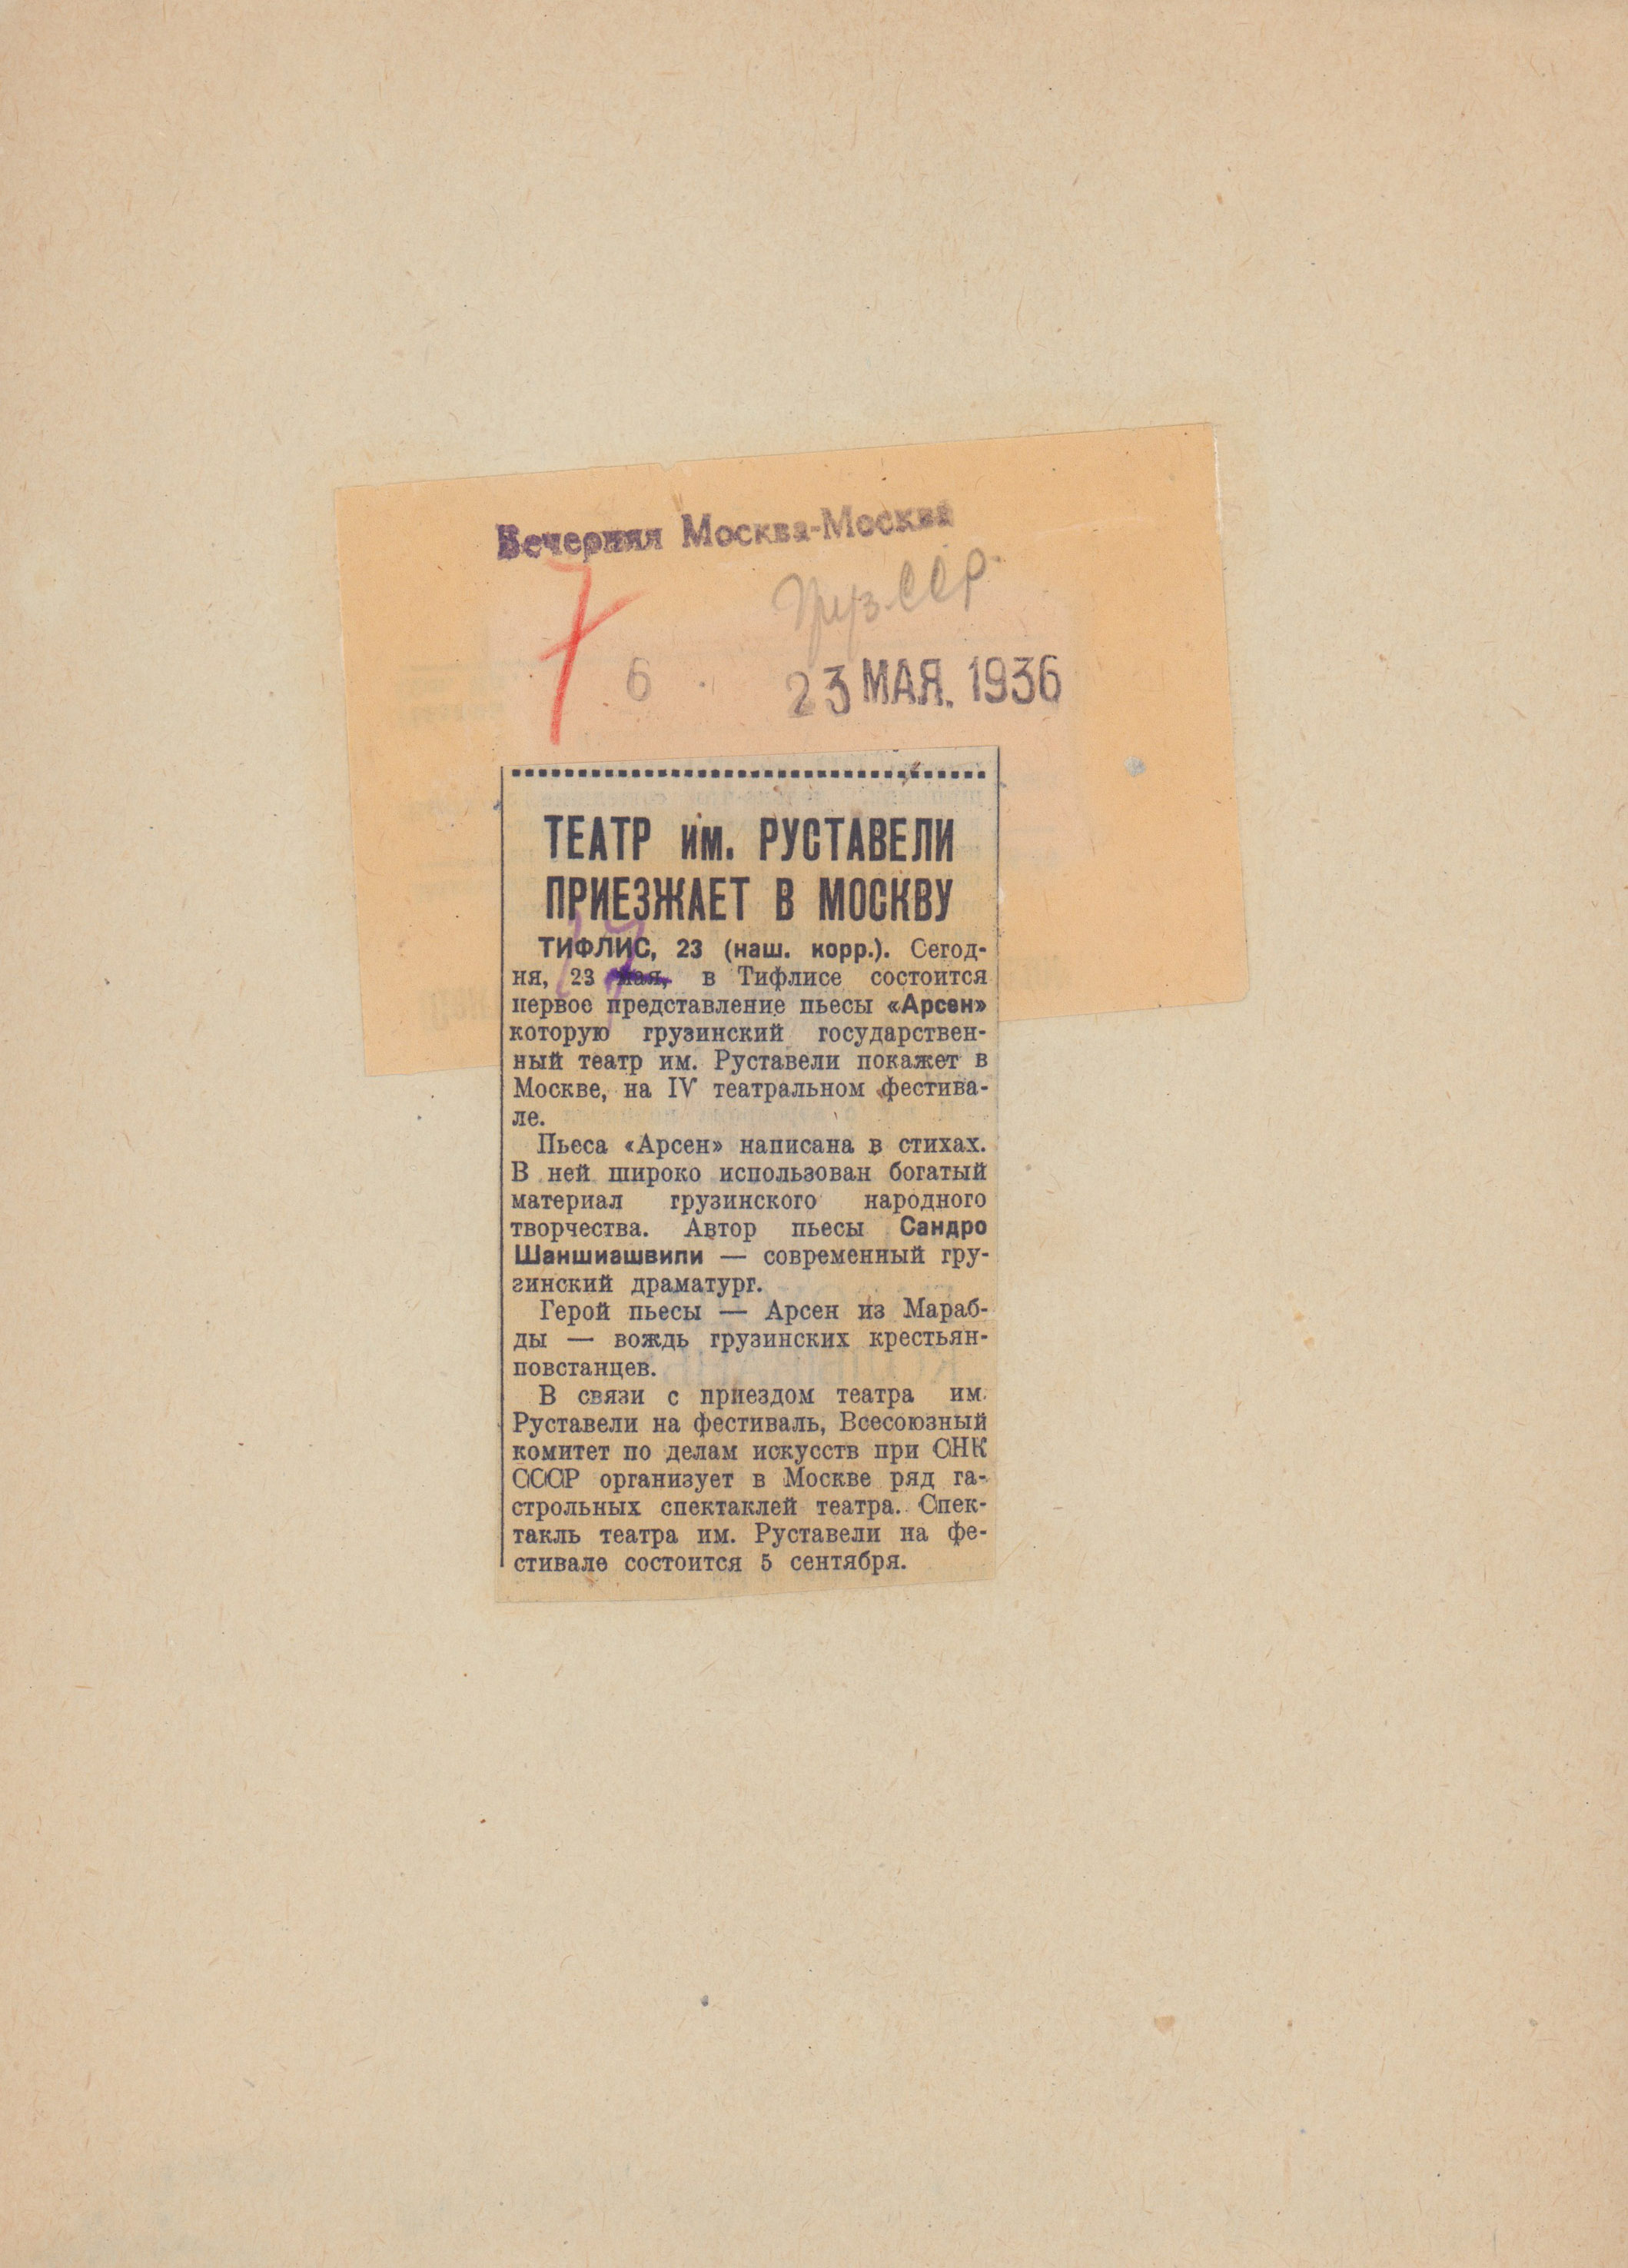 Вечерняя Москва-Москва
Груз. ССР.
7
6 23 МАЯ. 1936
ТЕАТР им. РУСТАВЕЛИ
ПРИЕЗЖАЕТ В МОСКВУ
ТИФЛИС, 23 (наш. корр.). Сегод-
ня, 23 мая, в Тифлисе состоится
первое представление пьесы «Арсен»
которую грузинский государствен-
ный театр им. Руставели покажет в
Москве, на IV театральном фестива-
ле.
Пьеса «Арсен» написана в стихах.
В ней широко использован богатый
материал грузинского народного
творчества. Автор пьесы Сандро
Шаншиашвили — современный гру-
зинский драматург.
Герой пьесы — Арсен из Мараб-
ды — вождь грузинских крестьян-
повстанцев.
В связи с приездом театра им.
Руставели на фестиваль, Всесоюзный
комитет по делам искусств при СНК
СССР организует в Москве ряд га-
строльных спектаклей театра. Спек-
такль театра им. Руставели на фе-
стивале состоится 5 сентября.